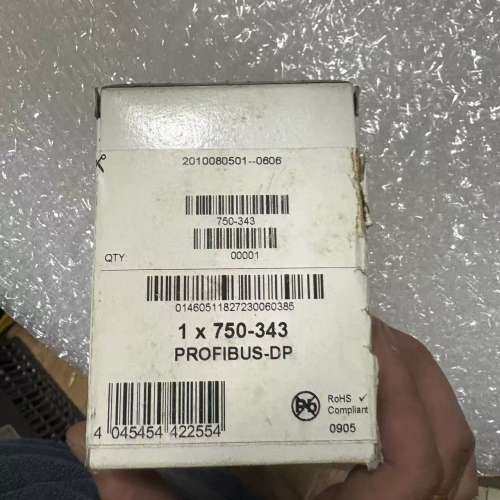 2010080501--0606
750-343
QTY 00001
01460511827230060385
1 x 750-343
PROFIBUS-DP
RoHS ✓
Compliant
0905
4 045454 422554